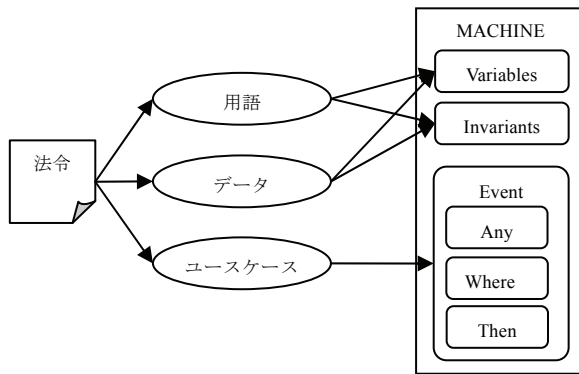 MACHINE
Variables
用語
Invariants
法令
データ
Event
Any
ユースケース
Where
Then